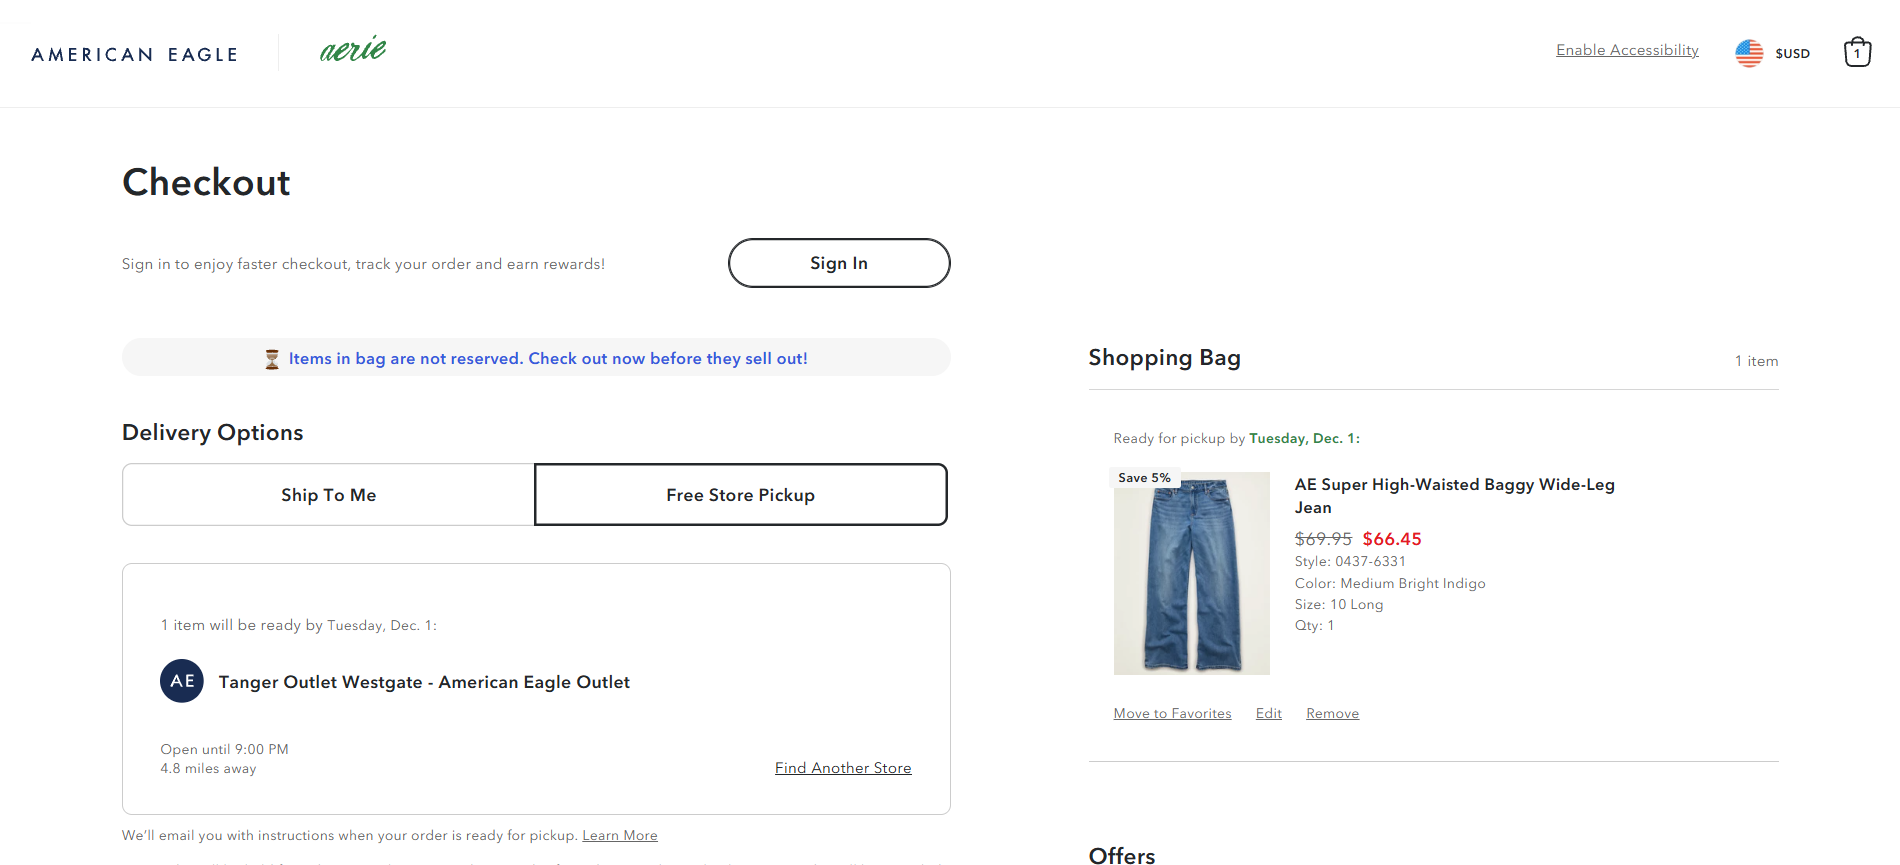 AMERICAN EAGLE
aerie
Enable Accessibility
$USD
1
Checkout
Sign in to enjoy faster checkout, track your order and earn rewards!
Sign In
Items in bag are not reserved. Check out now before they sell out!
Delivery Options
Ship To Me
Free Store Pickup
1 item will be ready by Tuesday, Dec. 1:
AE
Tanger Outlet Westgate - American Eagle Outlet
Open until 9:00 PM
4.8 miles away
Find Another Store
We'll email you with instructions when your order is ready for pickup. Learn More
Shopping Bag
1 item
Ready for pickup by Tuesday, Dec. 1:
Save 5%
AE Super High-Waisted Baggy Wide-Leg
Jean
$69.95 $66.45
Style: 0437-6331
Color: Medium Bright Indigo
Size: 10 Long
Qty: 1
Move to Favorites
Edit
Remove
Offers